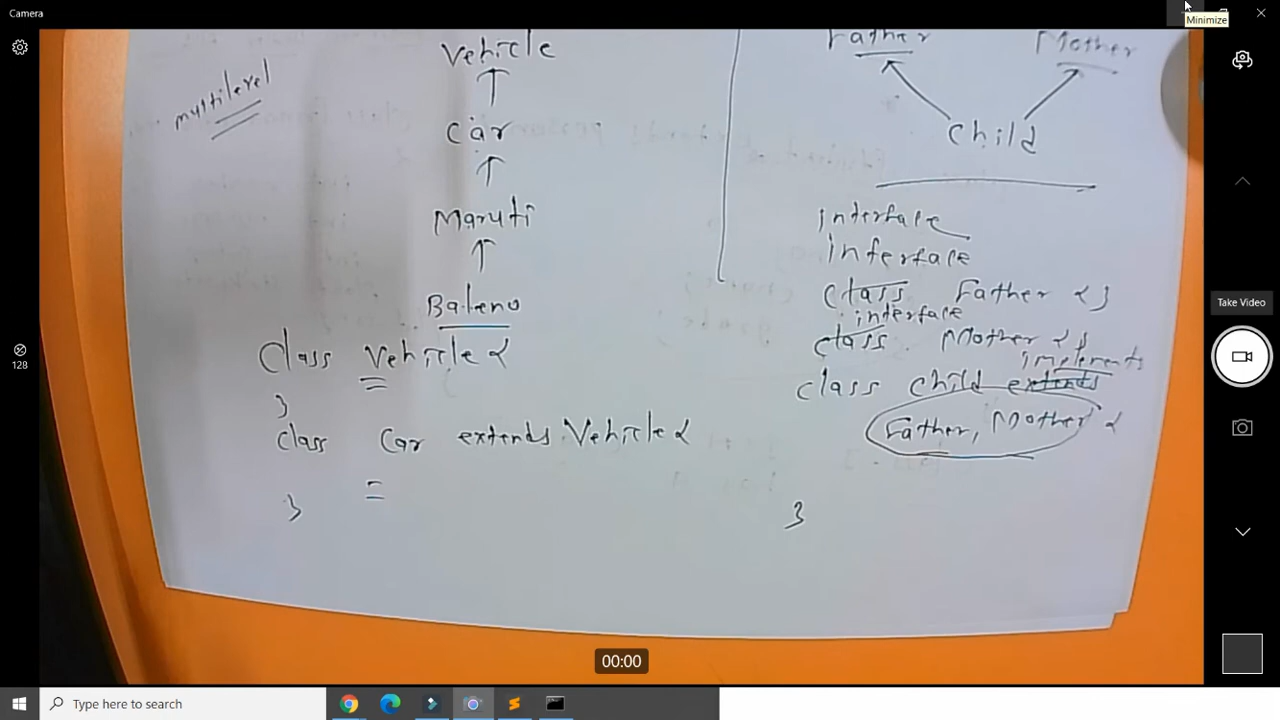 Camera
Minimize
multilevel
Vehicle
Car
Maruti
Baleno
class Vehicle {
}
class Car extends Vehicle {
=
}
Father Mother
Child
interface
interface
class Father { }
interface
class Mother { }
implements
class child extends
Father, Mother {
}
Take Video
128
00:00
Type here to search